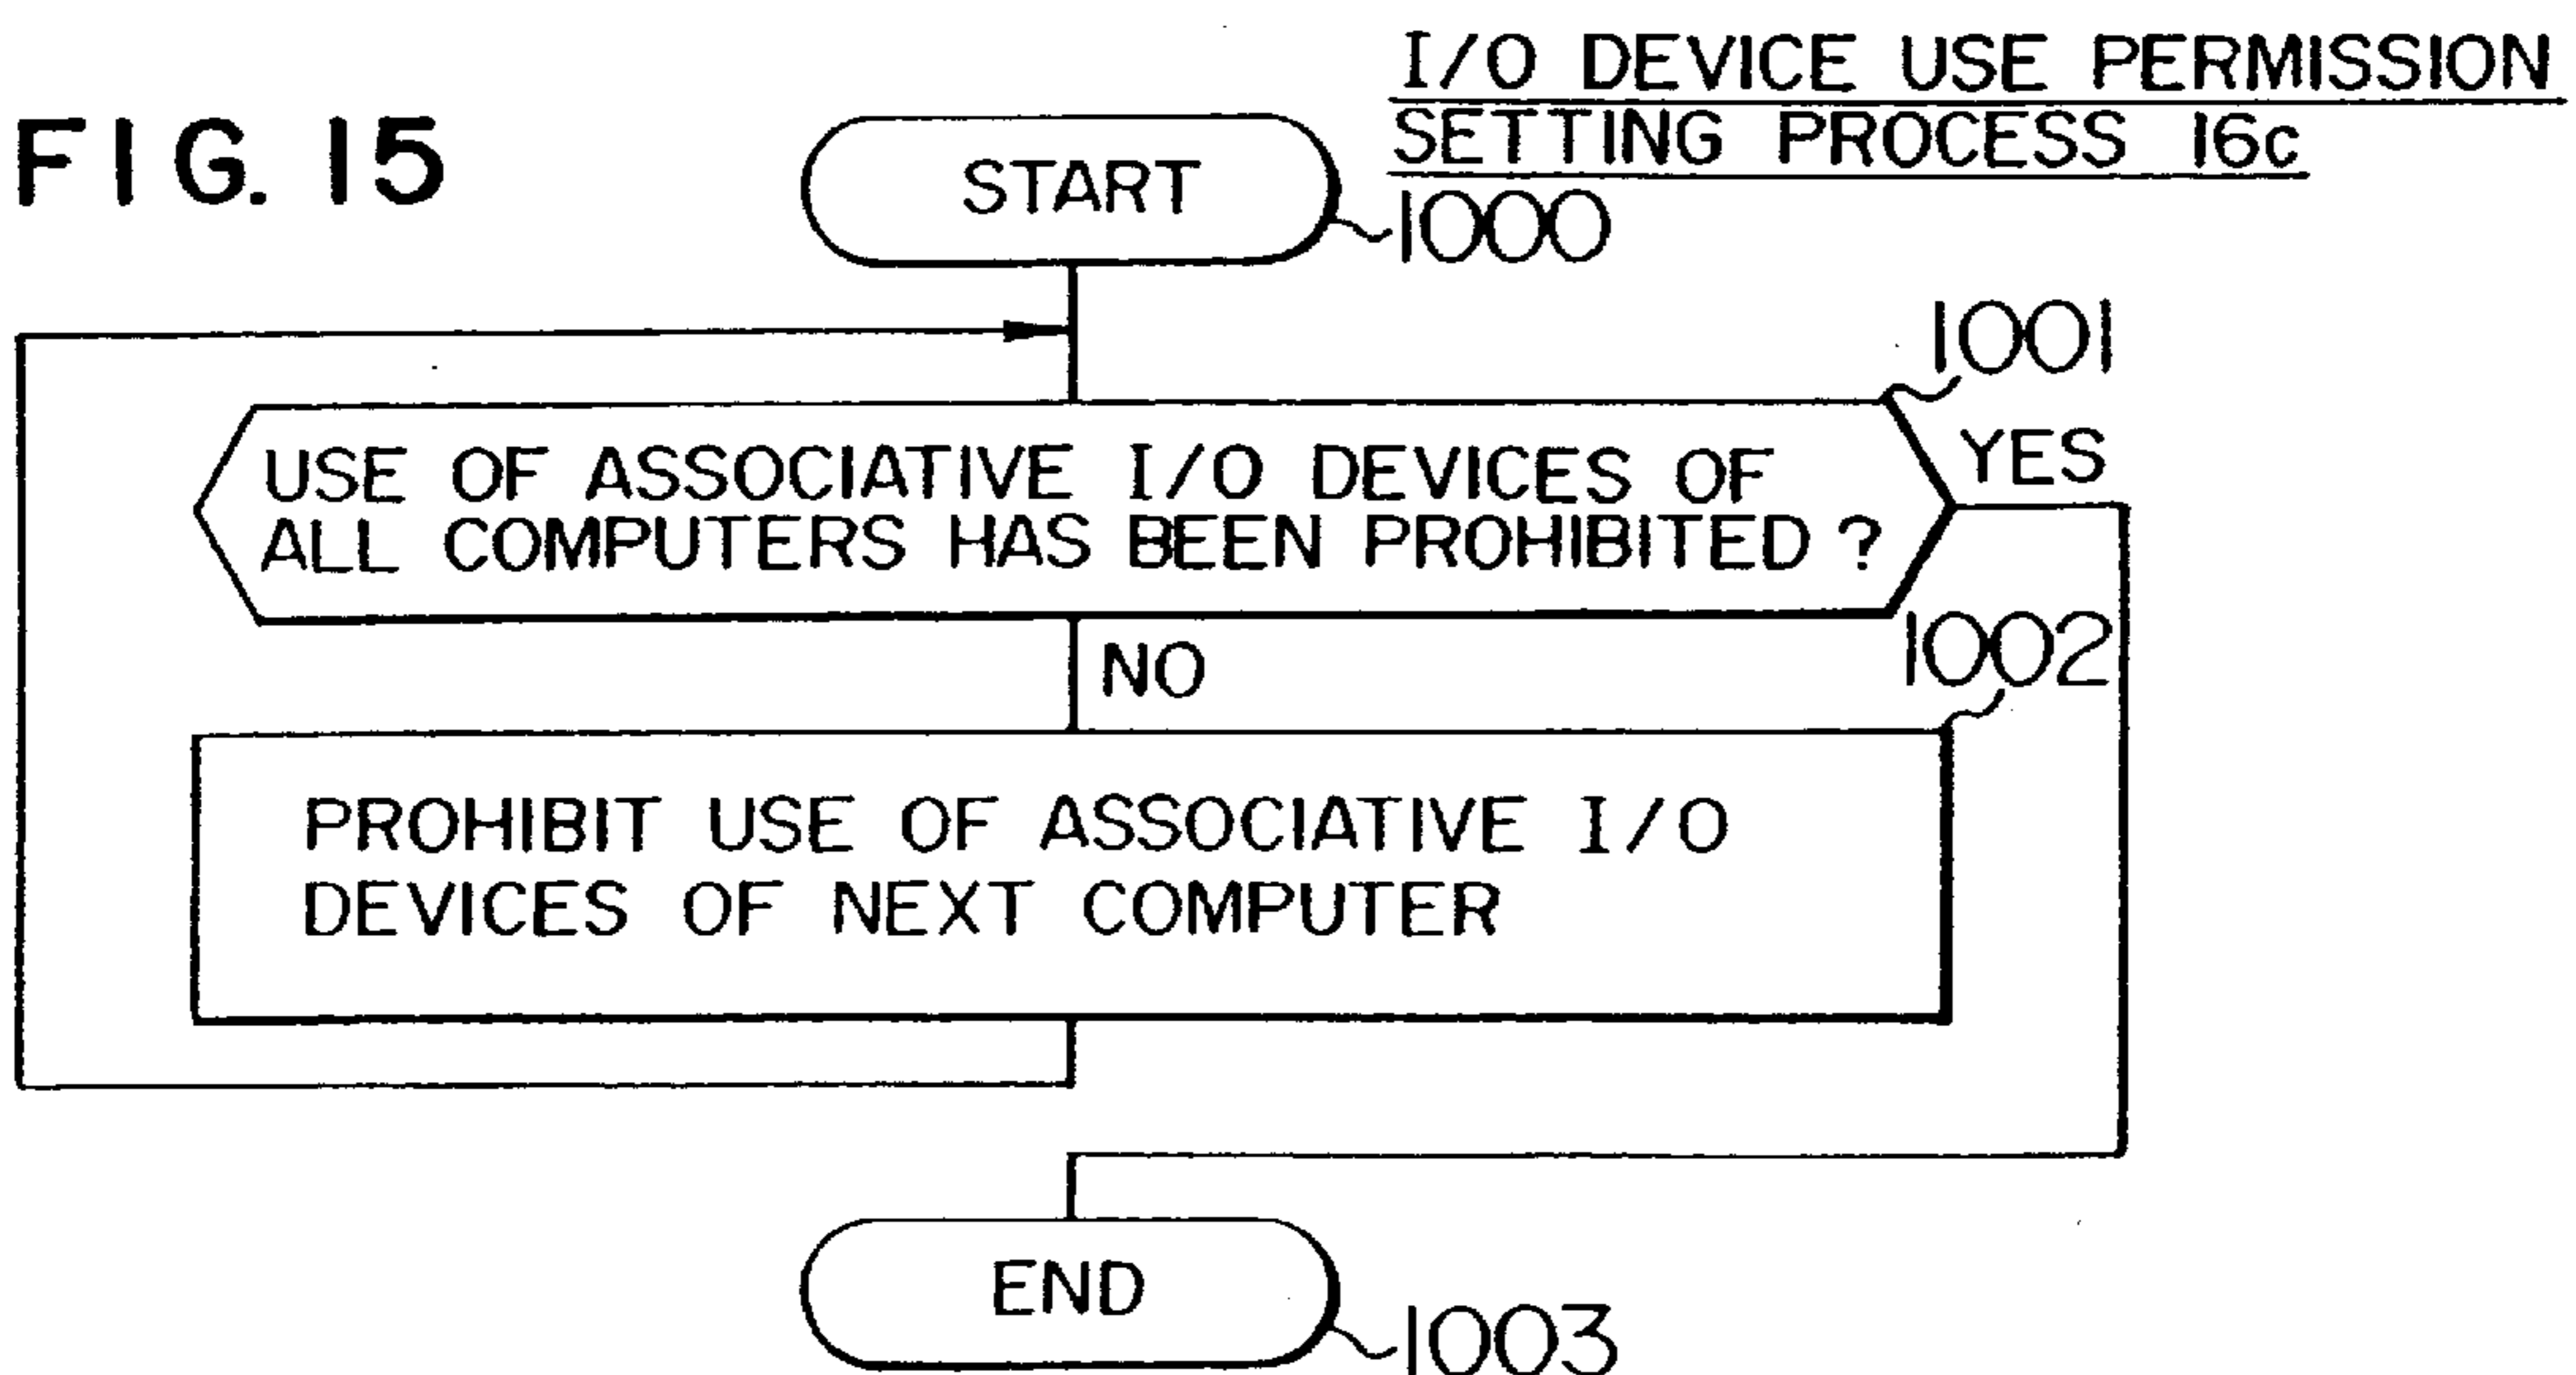 I/O DEVICE USE PERMISSION
SETTING PROCESS 16c
FIG. 15
START
1000
1001
USE OF ASSOCIATIVE I/O DEVICES OF
ALL COMPUTERS HAS BEEN PROHIBITED ?
YES
NO
1002
PROHIBIT USE OF ASSOCIATIVE I/O
DEVICES OF NEXT COMPUTER
END
1003